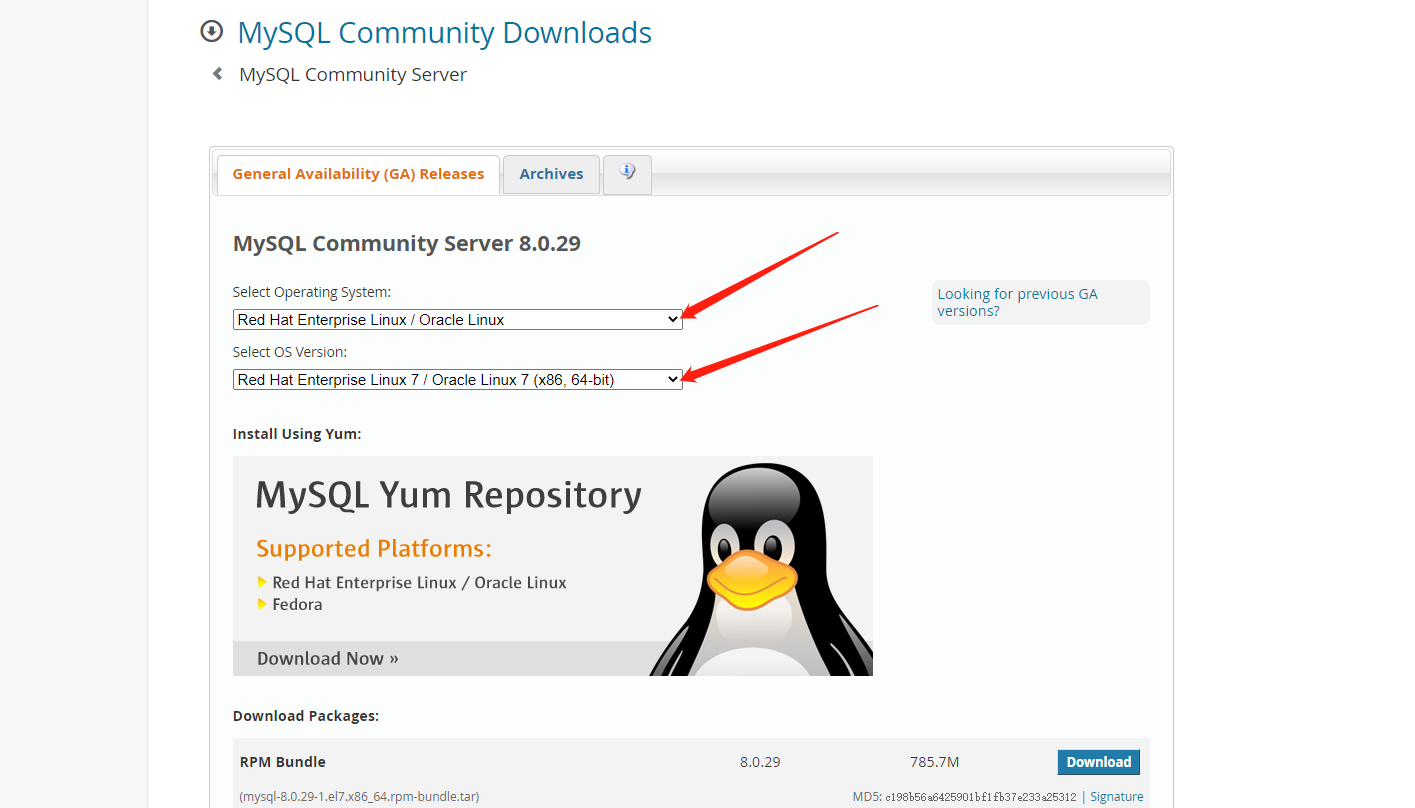 MySQL Community Downloads
MySQL Community Server
General Availability (GA) Releases
Archives
MySQL Community Server 8.0.29
Select Operating System:
Looking for previous GA
versions?
Red Hat Enterprise Linux / Oracle Linux
Select OS Version:
Red Hat Enterprise Linux 7 / Oracle Linux 7 (x86, 64-bit)
Install Using Yum:
MySQL Yum Repository
Supported Platforms:
Red Hat Enterprise Linux / Oracle Linux
Fedora
Download Now »
Download Packages:
RPM Bundle 8.0.29 785.7M Download
(mysql-8.0.29-1.el7.x86_64.rpm-bundle.tar) MD5: c198b56a6425901bf1fb37e233a25312 | Signature